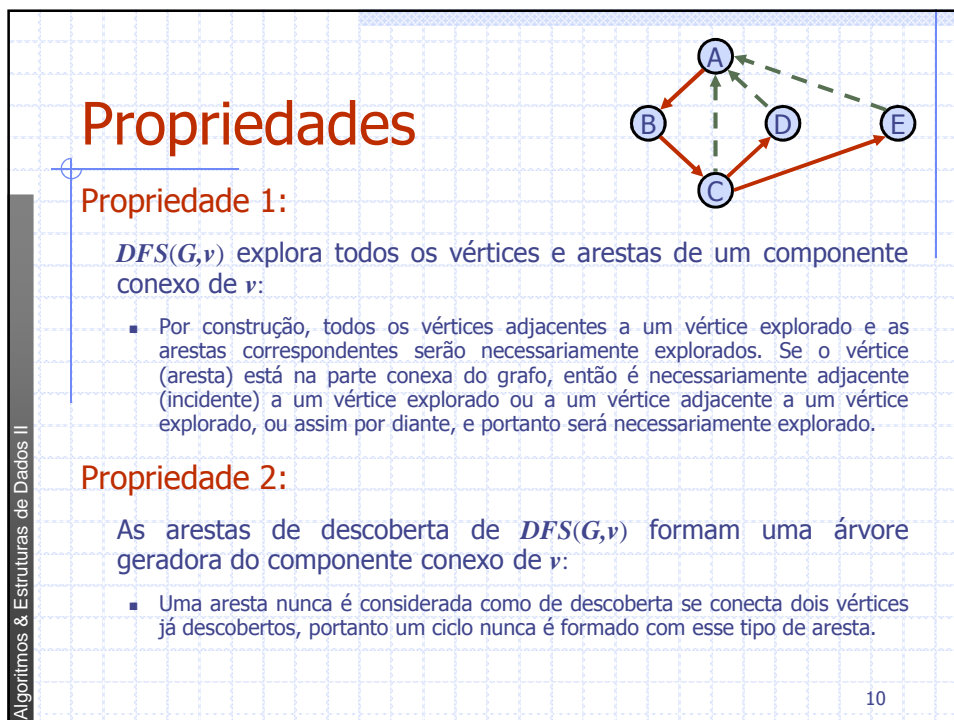 A
B
D
E
C
Propriedades
Propriedade 1:
DFS(G,v) explora todos os vértices e arestas de um componente
conexo de v:
Por construção, todos os vértices adjacentes a um vértice explorado e as
arestas correspondentes serão necessariamente explorados. Se o vértice
(aresta) está na parte conexa do grafo, então é necessariamente adjacente
(incidente) a um vértice explorado ou a um vértice adjacente a um vértice
explorado, ou assim por diante, e portanto será necessariamente explorado.
Propriedade 2:
As arestas de descoberta de DFS(G,v) formam uma árvore
geradora do componente conexo de v:
Uma aresta nunca é considerada como de descoberta se conecta dois vértices
já descobertos, portanto um ciclo nunca é formado com esse tipo de aresta.
Algoritmos & Estruturas de Dados II
10